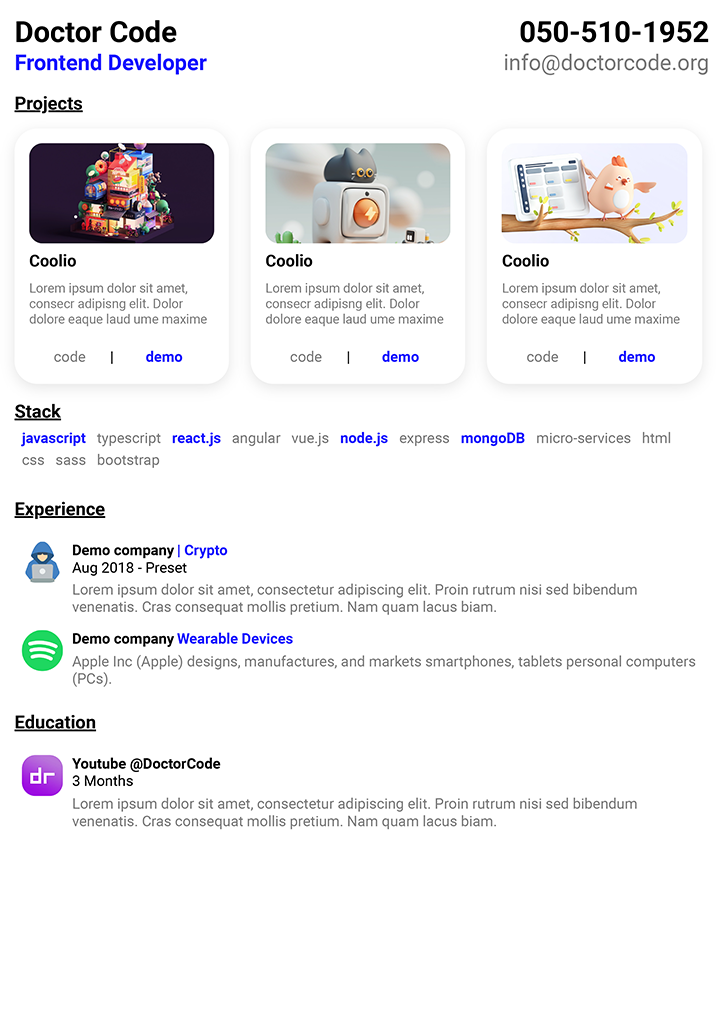 Doctor Code
050-510-1952
Frontend Developer
info@doctorcode.org
Projects
Coolio
Lorem ipsum dolor sit amet,
consecr adipisng elit. Dolor
dolore eaque laud ume maxime
code | demo
Coolio
Lorem ipsum dolor sit amet,
consecr adipisng elit. Dolor
dolore eaque laud ume maxime
code | demo
Coolio
Lorem ipsum dolor sit amet,
consecr adipisng elit. Dolor
dolore eaque laud ume maxime
code | demo
Stack
javascript typescript react.js angular vue.js node.js express mongoDB micro-services html
css sass bootstrap
Experience
Demo company | Crypto
Aug 2018 - Preset
Lorem ipsum dolor sit amet, consectetur adipiscing elit. Proin rutrum nisi sed bibendum
venenatis. Cras consequat mollis pretium. Nam quam lacus biam.
Demo company Wearable Devices
Apple Inc (Apple) designs, manufactures, and markets smartphones, tablets personal computers
(PCs).
Education
dr
Youtube @DoctorCode
3 Months
Lorem ipsum dolor sit amet, consectetur adipiscing elit. Proin rutrum nisi sed bibendum
venenatis. Cras consequat mollis pretium. Nam quam lacus biam.